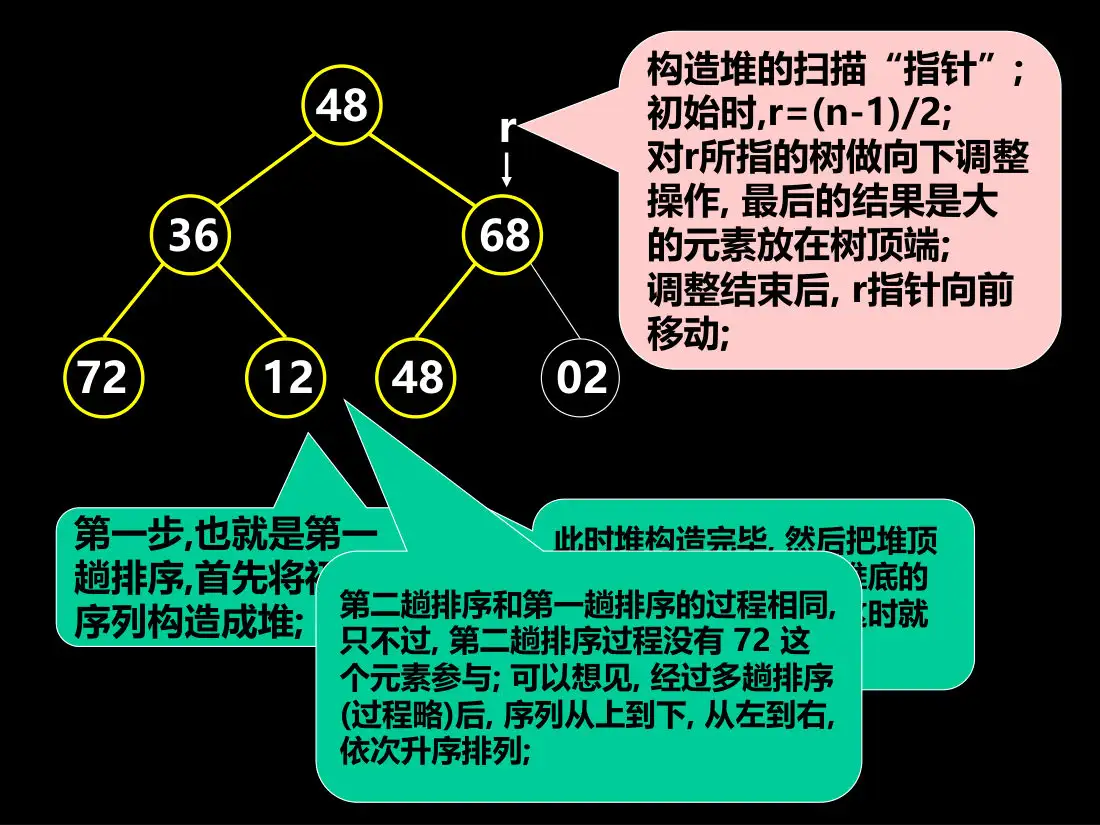 48
r
36
68
72
12
48
02
构造堆的扫描“指针”;
初始时,r=(n-1)/2;
对r所指的树做向下调整
操作, 最后的结果是大
的元素放在树顶端;
调整结束后, r指针向前
移动;
第一步,也就是第一
趟排序,首先将初
序列构造成堆;
此时堆构造完毕, 然后把堆顶
堆底的
这时就
第二趟排序和第一趟排序的过程相同,
只不过, 第二趟排序过程没有 72 这
个元素参与; 可以想见, 经过多趟排序
(过程略)后, 序列从上到下, 从左到右,
依次升序排列;